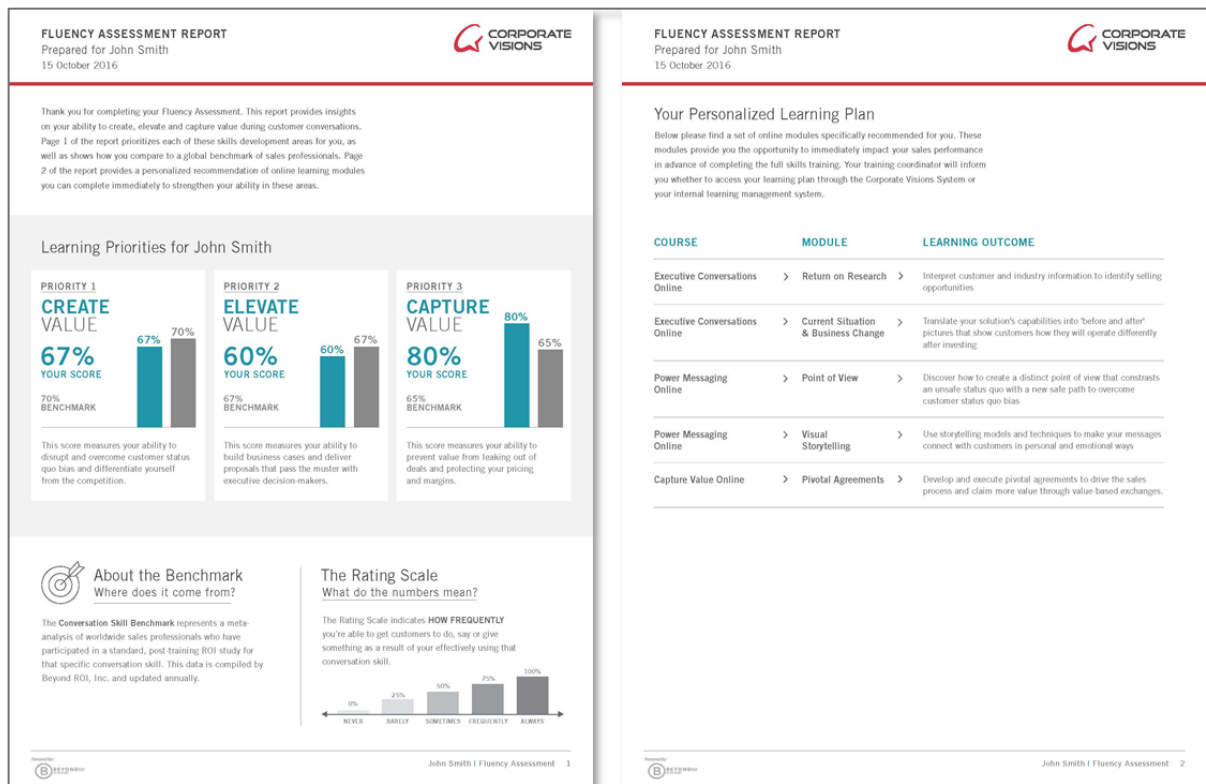 FLUENCY ASSESSMENT REPORT
Prepared for John Smith
15 October 2016
CORPORATE
VISIONS
Thank you for completing your Fluency Assessment. This report provides insights
on your ability to create, elevate and capture value during customer conversations.
Page 1 of the report prioritizes each of these skills development areas for you, as
well as shows how you compare to a global benchmark of sales professionals. Page
2 of the report provides a personalized recommendation of online learning modules
you can complete immediately to strengthen your ability in these areas.
Learning Priorities for John Smith
PRIORITY 1
CREATE
VALUE
67%
YOUR SCORE
70%
BENCHMARK
67%
70%
This score measures your ability to
disrupt and overcome customer status
quo bias and differentiate yourself
from the competition.
PRIORITY 2
ELEVATE
VALUE
60%
YOUR SCORE
67%
BENCHMARK
60%
67%
This score measures your ability to
build business cases and deliver
proposals that pass the muster with
executive decision-makers.
PRIORITY 3
CAPTURE
VALUE
80%
YOUR SCORE
65%
BENCHMARK
80%
65%
This score measures your ability to
prevent value from leaking out of
deals and protecting your pricing
and margins.
About the Benchmark
Where does it come from?
The Conversation Skill Benchmark represents a meta-
analysis of worldwide sales professionals who have
participated in a standard, post-training ROI study for
that specific conversation skill. This data is compiled by
Beyond ROI, Inc. and updated annually.
The Rating Scale
What do the numbers mean?
The Rating Scale indicates HOW FREQUENTLY
you're able to get customers to do, say or give
something as a result of your effectively using that
conversation skill.
0% 25% 50% 75% 100%
NEVER RARELY SOMETIMES FREQUENTLY ALWAYS
Powered By
B BEYONDROI
John Smith | Fluency Assessment 1
FLUENCY ASSESSMENT REPORT
Prepared for John Smith
15 October 2016
CORPORATE
VISIONS
Your Personalized Learning Plan
Below please find a set of online modules specifically recommended for you. These
modules provide you the opportunity to immediately impact your sales performance
in advance of completing the full skills training. Your training coordinator will inform
you whether to access your learning plan through the Corporate Visions System or
your internal learning management system.
COURSE MODULE LEARNING OUTCOME
Executive Conversations
Online
> Return on Research >
Interpret customer and industry information to identify selling
opportunities
Executive Conversations
Online
> Current Situation
& Business Change >
Translate your solution's capabilities into 'before and after'
pictures that show customers how they will operate differently
after investing
Power Messaging
Online
> Point of View >
Discover how to create a distinct point of view that constrasts
an unsafe status quo with a new safe path to overcome
customer status quo bias
Power Messaging
Online
> Visual
Storytelling >
Use storytelling models and techniques to make your messages
connect with customers in personal and emotional ways
Capture Value Online > Pivotal Agreements >
Develop and execute pivotal agreements to drive the sales
process and claim more value through value-based exchanges.
Powered By
B BEYONDROI
John Smith | Fluency Assessment 2